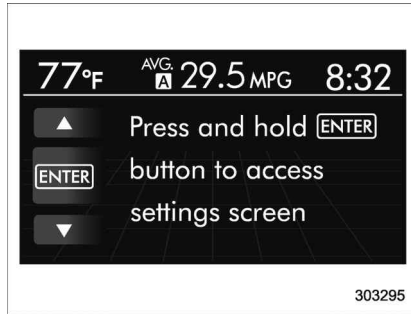 77°F AVG. A 29.5 MPG 8:32
Press and hold ENTER
ENTER button to access
settings screen
303295